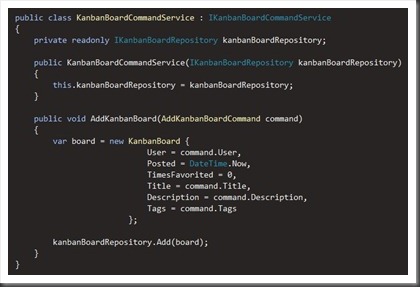 public class KanbanBoardCommandService : IKanbanBoardCommandService
{
private readonly IKanbanBoardRepository kanbanBoardRepository;
public KanbanBoardCommandService(IKanbanBoardRepository kanbanBoardRepository)
{
this.kanbanBoardRepository = kanbanBoardRepository;
}
public void AddKanbanBoard(AddKanbanBoardCommand command)
{
var board = new KanbanBoard {
User = command.User,
Posted = DateTime.Now,
TimesFavorited = 0,
Title = command.Title,
Description = command.Description,
Tags = command.Tags
};
kanbanBoardRepository.Add(board);
}
}